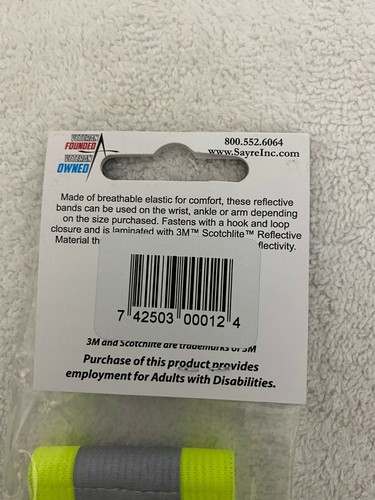 VETERAN
FOUNDED
VETERAN
OWNED
800.552.6064
www.SayreInc.com
Made of breathable elastic for comfort, these reflective
bands can be used on the wrist, ankle or arm depending
on the size purchased. Fastens with a hook and loop
closure and is laminated with 3M™ Scotchlite™ Reflective
Material th flectivity.
7 42503 00012 4
3M and Scotchlite are trademarks of 3M
Purchase of this product provides
employment for Adults with Disabilities.